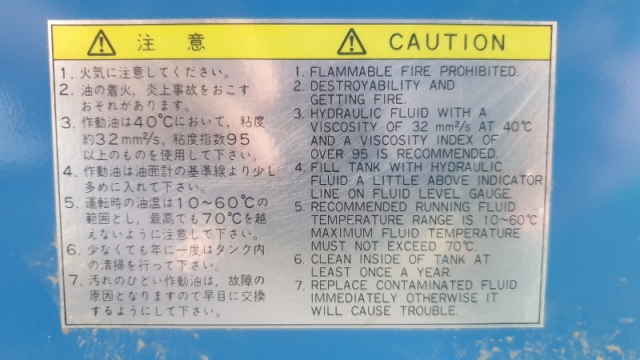 注意
1. 火気に注意してください。
2. 油の着火，炎上事故をおこす
おそれがあります。
3. 作動油は40℃において，粘度
約32mm²/s，粘度指数95
以上のものを使用して下さい。
4. 作動油は油面計の基準線より少し
多めに入れて下さい。
5. 運転時の油温は10~60℃の
範囲とし，最高でも70℃を越
えないように注意して下さい。
6. 少なくても年に一度はタンク内
の清掃を行って下さい。
7. 汚れのひどい作動油は，故障の
原因となりますので早目に交換
するようにして下さい。
CAUTION
1. FLAMMABLE FIRE PROHIBITED.
2. DESTROYABILITY AND
GETTING FIRE.
3. HYDRAULIC FLUID WITH A
VISCOSITY OF 32 mm²/s AT 40℃
AND A VISCOSITY INDEX OF
OVER 95 IS RECOMMENDED.
4. FILL TANK WITH HYDRAULIC
FLUID A LITTLE ABOVE INDICATOR
LINE ON FLUID LEVEL GAUGE.
5. RECOMMENDED RUNNING FLUID
TEMPERATURE RANGE IS 10~60℃
MAXIMUM FLUID TEMPERATURE
MUST NOT EXCEED 70℃.
6. CLEAN INSIDE OF TANK AT
LEAST ONCE A YEAR.
7. REPLACE CONTAMINATED FLUID
IMMEDIATELY OTHERWISE IT
WILL CAUSE TROUBLE.